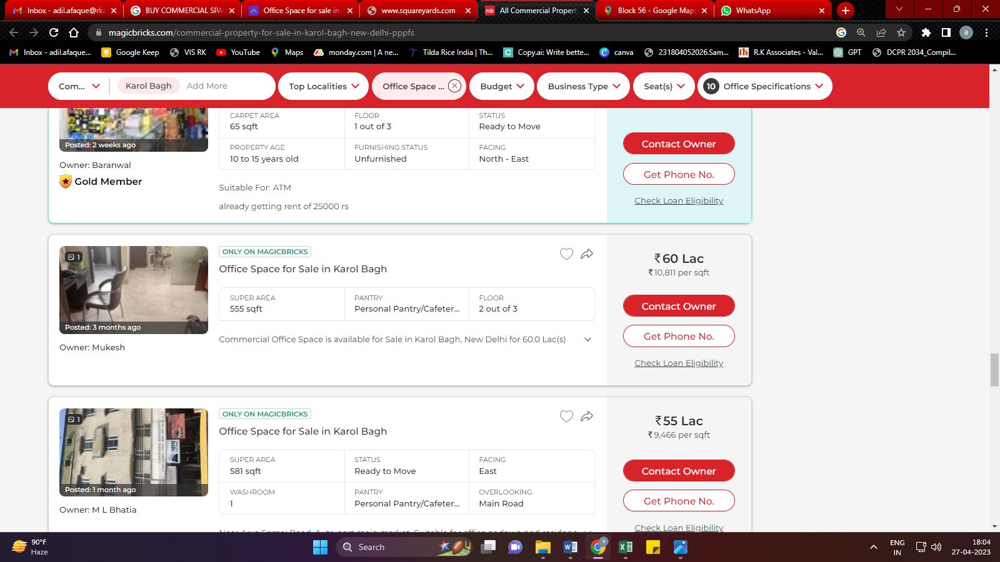 Inbox - adil.afaque@rka
BUY COMMERCIAL SPA
Office Space for sale in
www.squareyards.com
All Commercial Propert
Block 56 - Google Map
WhatsApp
magicbricks.com/commercial-property-for-sale-in-karol-bagh-new-delhi-pppfs
a
Inbox - adil.afaque...
Google Keep
VIS RK
YouTube
Maps
monday.com | A ne...
Tilda Rice India | Th...
Copy.ai: Write bette...
canva
231804052026.Sam...
R.K Associates - Val...
GPT
DCPR 2034_Compil...
Com...
Karol Bagh
Add More
Top Localities
Office Space ...
Budget
Business Type
Seat(s)
10 Office Specifications
CARPET AREA
65 sqft
FLOOR
1 out of 3
STATUS
Ready to Move
PROPERTY AGE
10 to 15 years old
FURNISHING STATUS
Unfurnished
FACING
North - East
Posted: 2 weeks ago
Owner: Baranwal
Gold Member
Suitable For: ATM
already getting rent of 25000 rs
Contact Owner
Get Phone No.
Check Loan Eligibility
1
Posted: 3 months ago
Owner: Mukesh
ONLY ON MAGICBRICKS
Office Space for Sale in Karol Bagh
SUPER AREA
555 sqft
PANTRY
Personal Pantry/Cafeter...
FLOOR
2 out of 3
Commercial Office Space is available for Sale in Karol Bagh, New Delhi for 60.0 Lac(s)
₹60 Lac
₹10,811 per sqft
Contact Owner
Get Phone No.
Check Loan Eligibility
1
Posted: 1 month ago
Owner: M L Bhatia
ONLY ON MAGICBRICKS
Office Space for Sale in Karol Bagh
SUPER AREA
581 sqft
STATUS
Ready to Move
FACING
East
WASHROOM
1
PANTRY
Personal Pantry/Cafeter...
OVERLOOKING
Main Road
₹55 Lac
₹9,466 per sqft
Contact Owner
Get Phone No.
Check Loan Eligibility
90°F
Haze
Search
ENG
IN
18:04
27-04-2023